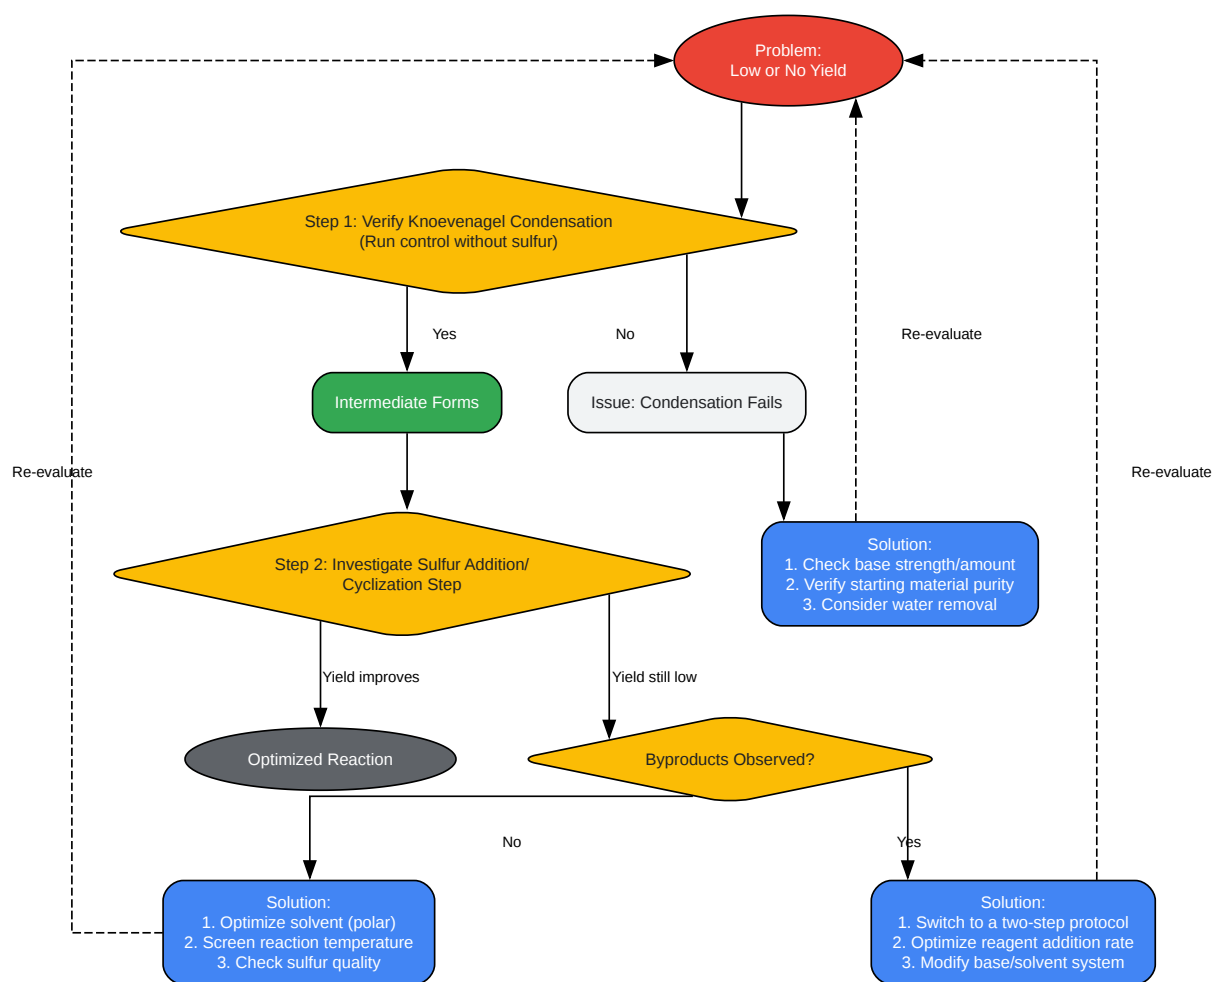 Problem:
Low or No Yield
Step 1: Verify Knoevenagel Condensation
(Run control without sulfur)
Yes
No
Re-evaluate
Intermediate Forms
Issue: Condensation Fails
Re-evaluate
Re-evaluate
Step 2: Investigate Sulfur Addition/
Cyclization Step
Solution:
1. Check base strength/amount
2. Verify starting material purity
3. Consider water removal
Yield improves
Yield still low
Optimized Reaction
Byproducts Observed?
No
Yes
Solution:
1. Optimize solvent (polar)
2. Screen reaction temperature
3. Check sulfur quality
Solution:
1. Switch to a two-step protocol
2. Optimize reagent addition rate
3. Modify base/solvent system